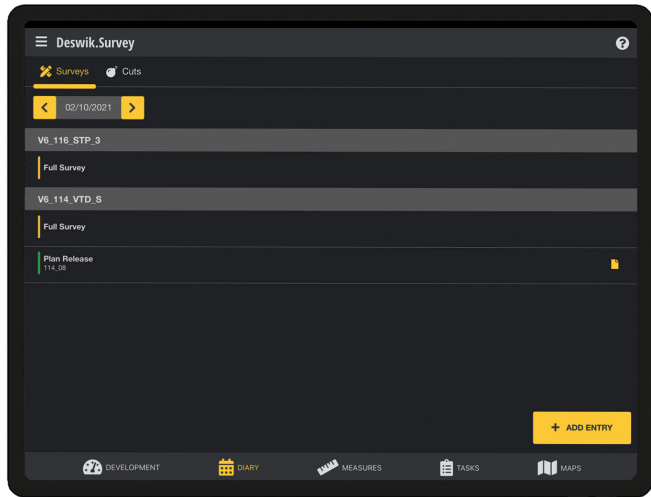 Deswik.Survey
Surveys Cuts
02/10/2021
V6_116_STP_3
Full Survey
V6_114_VTD_S
Full Survey
Plan Release
114_08
+ ADD ENTRY
DEVELOPMENT DIARY MEASURES TASKS MAPS